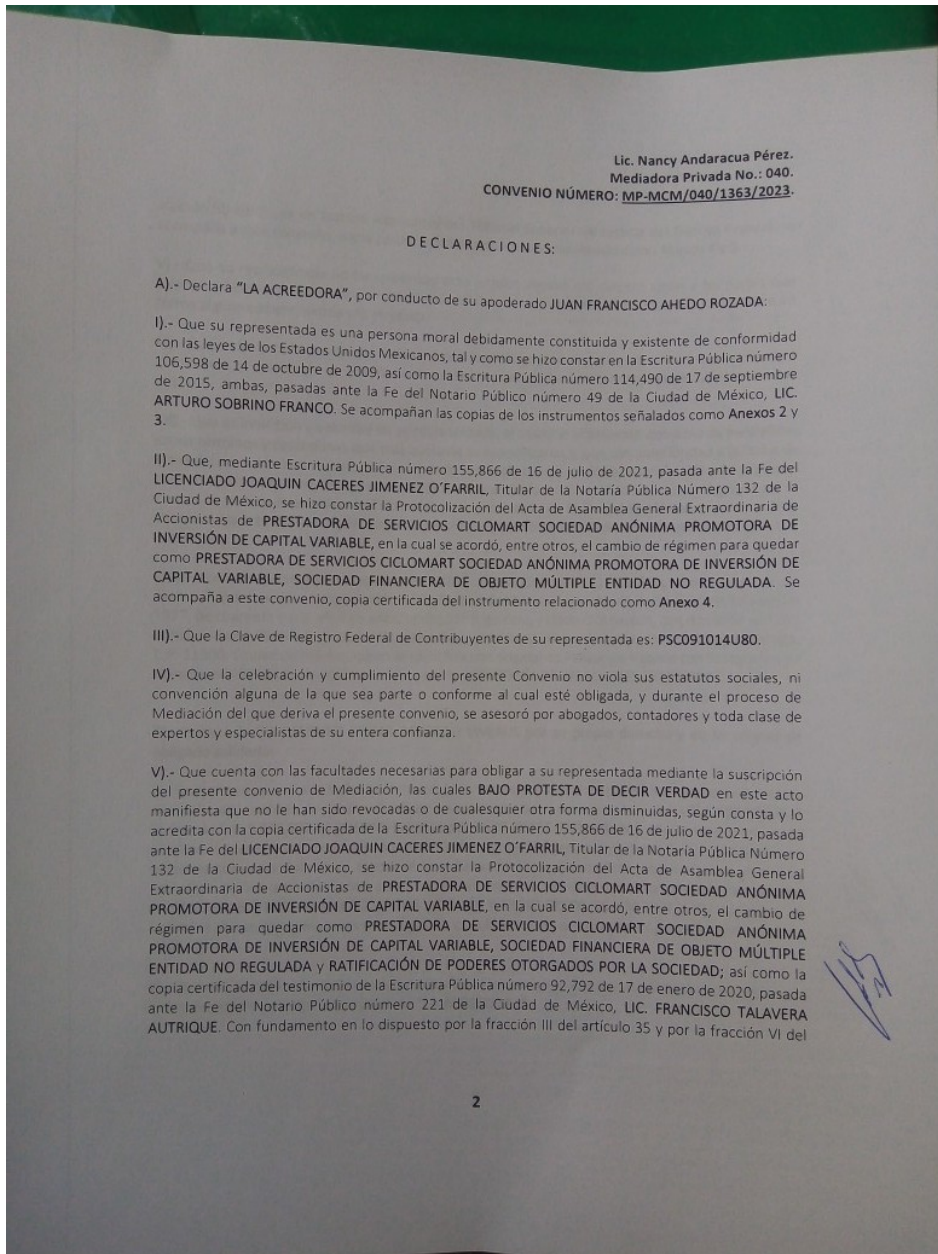 Lic. Nancy Andaracua Pérez.
Mediadora Privada No.: 040.
CONVENIO NÚMERO: MP-MCM/040/1363/2023.
DECLARACIONES:
A).- Declara "LA ACREEDORA", por conducto de su apoderado JUAN FRANCISCO AHEDO ROZADA:
I).- Que su representada es una persona moral debidamente constituida y existente de conformidad
con las leyes de los Estados Unidos Mexicanos, tal y como se hizo constar en la Escritura Pública número
106,598 de 14 de octubre de 2009, así como la Escritura Pública número 114,490 de 17 de septiembre
de 2015, ambas, pasadas ante la Fe del Notario Público número 49 de la Ciudad de México, LIC.
ARTURO SOBRINO FRANCO. Se acompañan las copias de los instrumentos señalados como Anexos 2 y
3.
II).- Que, mediante Escritura Pública número 155,866 de 16 de julio de 2021, pasada ante la Fe del
LICENCIADO JOAQUIN CACERES JIMENEZ O´FARRIL, Titular de la Notaría Pública Número 132 de la
Ciudad de México, se hizo constar la Protocolización del Acta de Asamblea General Extraordinaria de
Accionistas de PRESTADORA DE SERVICIOS CICLOMART SOCIEDAD ANÓNIMA PROMOTORA DE
INVERSIÓN DE CAPITAL VARIABLE, en la cual se acordó, entre otros, el cambio de régimen para quedar
como PRESTADORA DE SERVICIOS CICLOMART SOCIEDAD ANÓNIMA PROMOTORA DE INVERSIÓN DE
CAPITAL VARIABLE, SOCIEDAD FINANCIERA DE OBJETO MÚLTIPLE ENTIDAD NO REGULADA. Se
acompaña a este convenio, copia certificada del instrumento relacionado como Anexo 4.
III).- Que la Clave de Registro Federal de Contribuyentes de su representada es: PSC091014U80.
IV).- Que la celebración y cumplimiento del presente Convenio no viola sus estatutos sociales, ni
convención alguna de la que sea parte o conforme al cual esté obligada, y durante el proceso de
Mediación del que deriva el presente convenio, se asesoró por abogados, contadores y toda clase de
expertos y especialistas de su entera confianza.
V).- Que cuenta con las facultades necesarias para obligar a su representada mediante la suscripción
del presente convenio de Mediación, las cuales BAJO PROTESTA DE DECIR VERDAD en este acto
manifiesta que no le han sido revocadas o de cualesquier otra forma disminuidas, según consta y lo
acredita con la copia certificada de la Escritura Pública número 155,866 de 16 de julio de 2021, pasada
ante la Fe del LICENCIADO JOAQUIN CACERES JIMENEZ O´FARRIL, Titular de la Notaría Pública Número
132 de la Ciudad de México, se hizo constar la Protocolización del Acta de Asamblea General
Extraordinaria de Accionistas de PRESTADORA DE SERVICIOS CICLOMART SOCIEDAD ANÓNIMA
PROMOTORA DE INVERSIÓN DE CAPITAL VARIABLE, en la cual se acordó, entre otros, el cambio de
régimen para quedar como PRESTADORA DE SERVICIOS CICLOMART SOCIEDAD ANÓNIMA
PROMOTORA DE INVERSIÓN DE CAPITAL VARIABLE, SOCIEDAD FINANCIERA DE OBJETO MÚLTIPLE
ENTIDAD NO REGULADA y RATIFICACIÓN DE PODERES OTORGADOS POR LA SOCIEDAD; así como la
copia certificada del testimonio de la Escritura Pública número 92,792 de 17 de enero de 2020, pasada
ante la Fe del Notario Público número 221 de la Ciudad de México, LIC. FRANCISCO TALAVERA
AUTRIQUE. Con fundamento en lo dispuesto por la fracción III del artículo 35 y por la fracción VI del
2